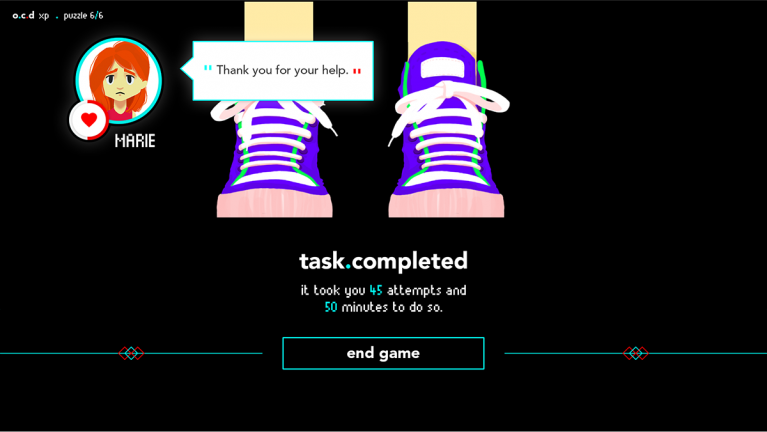 o.c.d xp . puzzle 6/6
" Thank you for your help. "
MARIE
task.completed
it took you 45 attempts and
50 minutes to do so.
end game